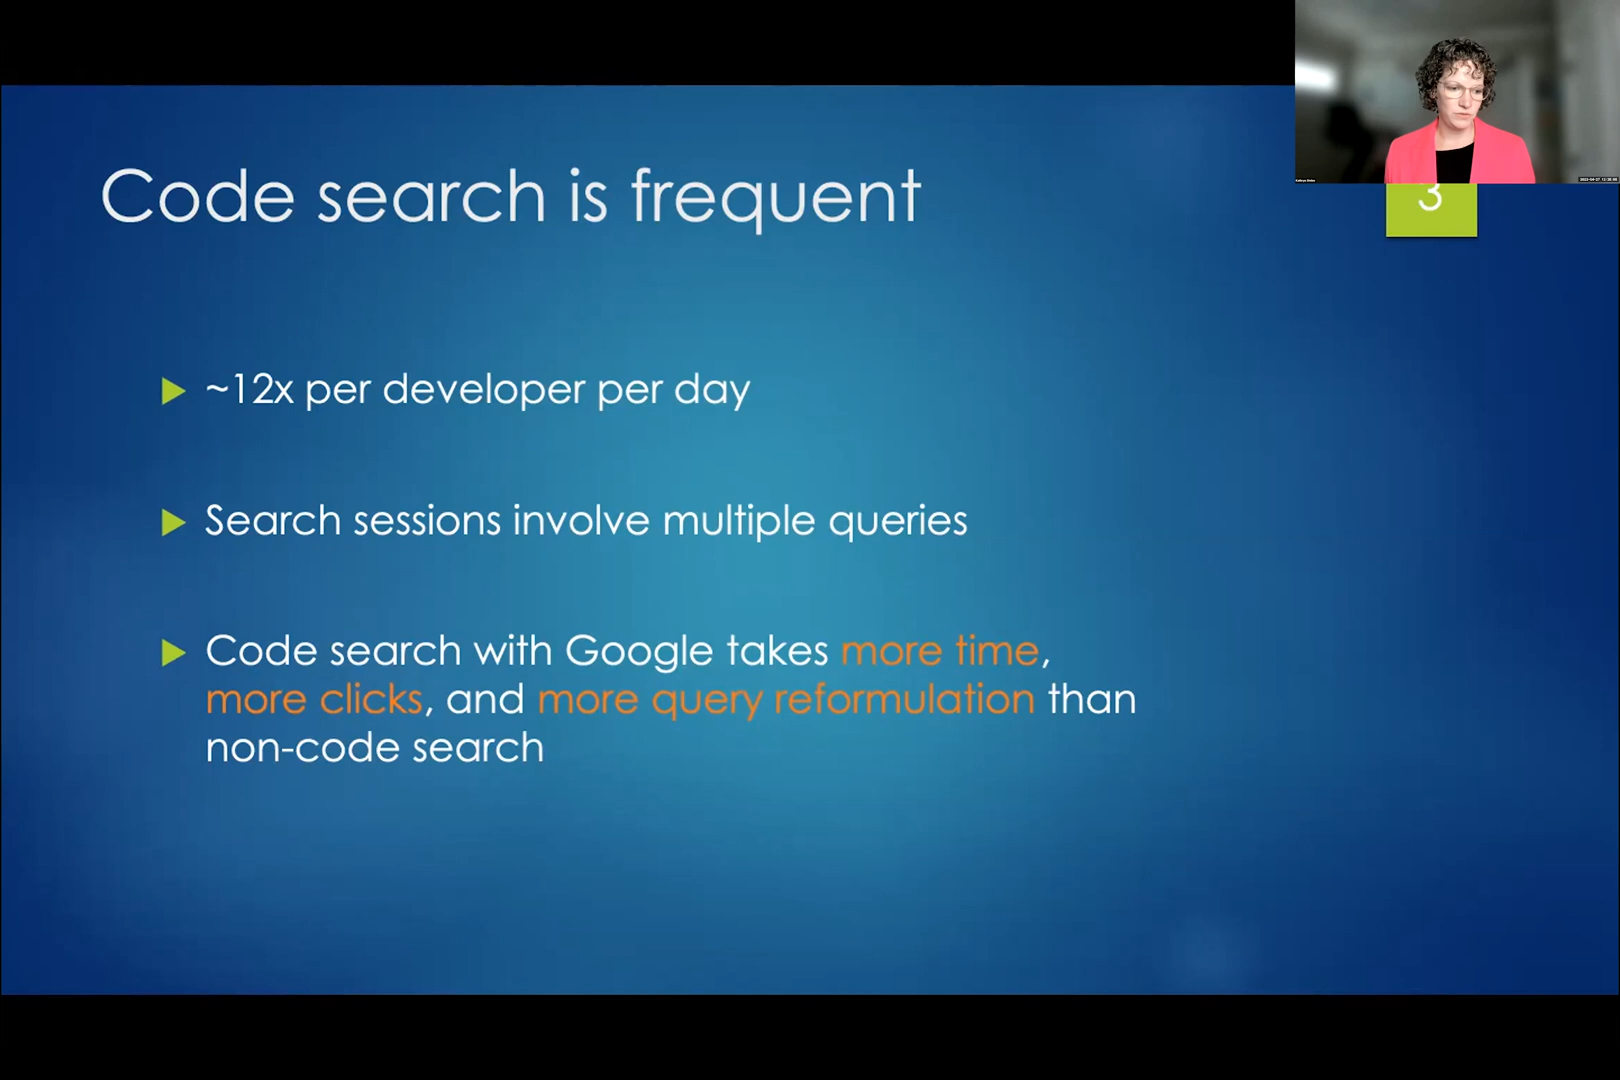 Code search is frequent
3
~12x per developer per day
Search sessions involve multiple queries
Code search with Google takes more time,
more clicks, and more query reformulation than
non-code search